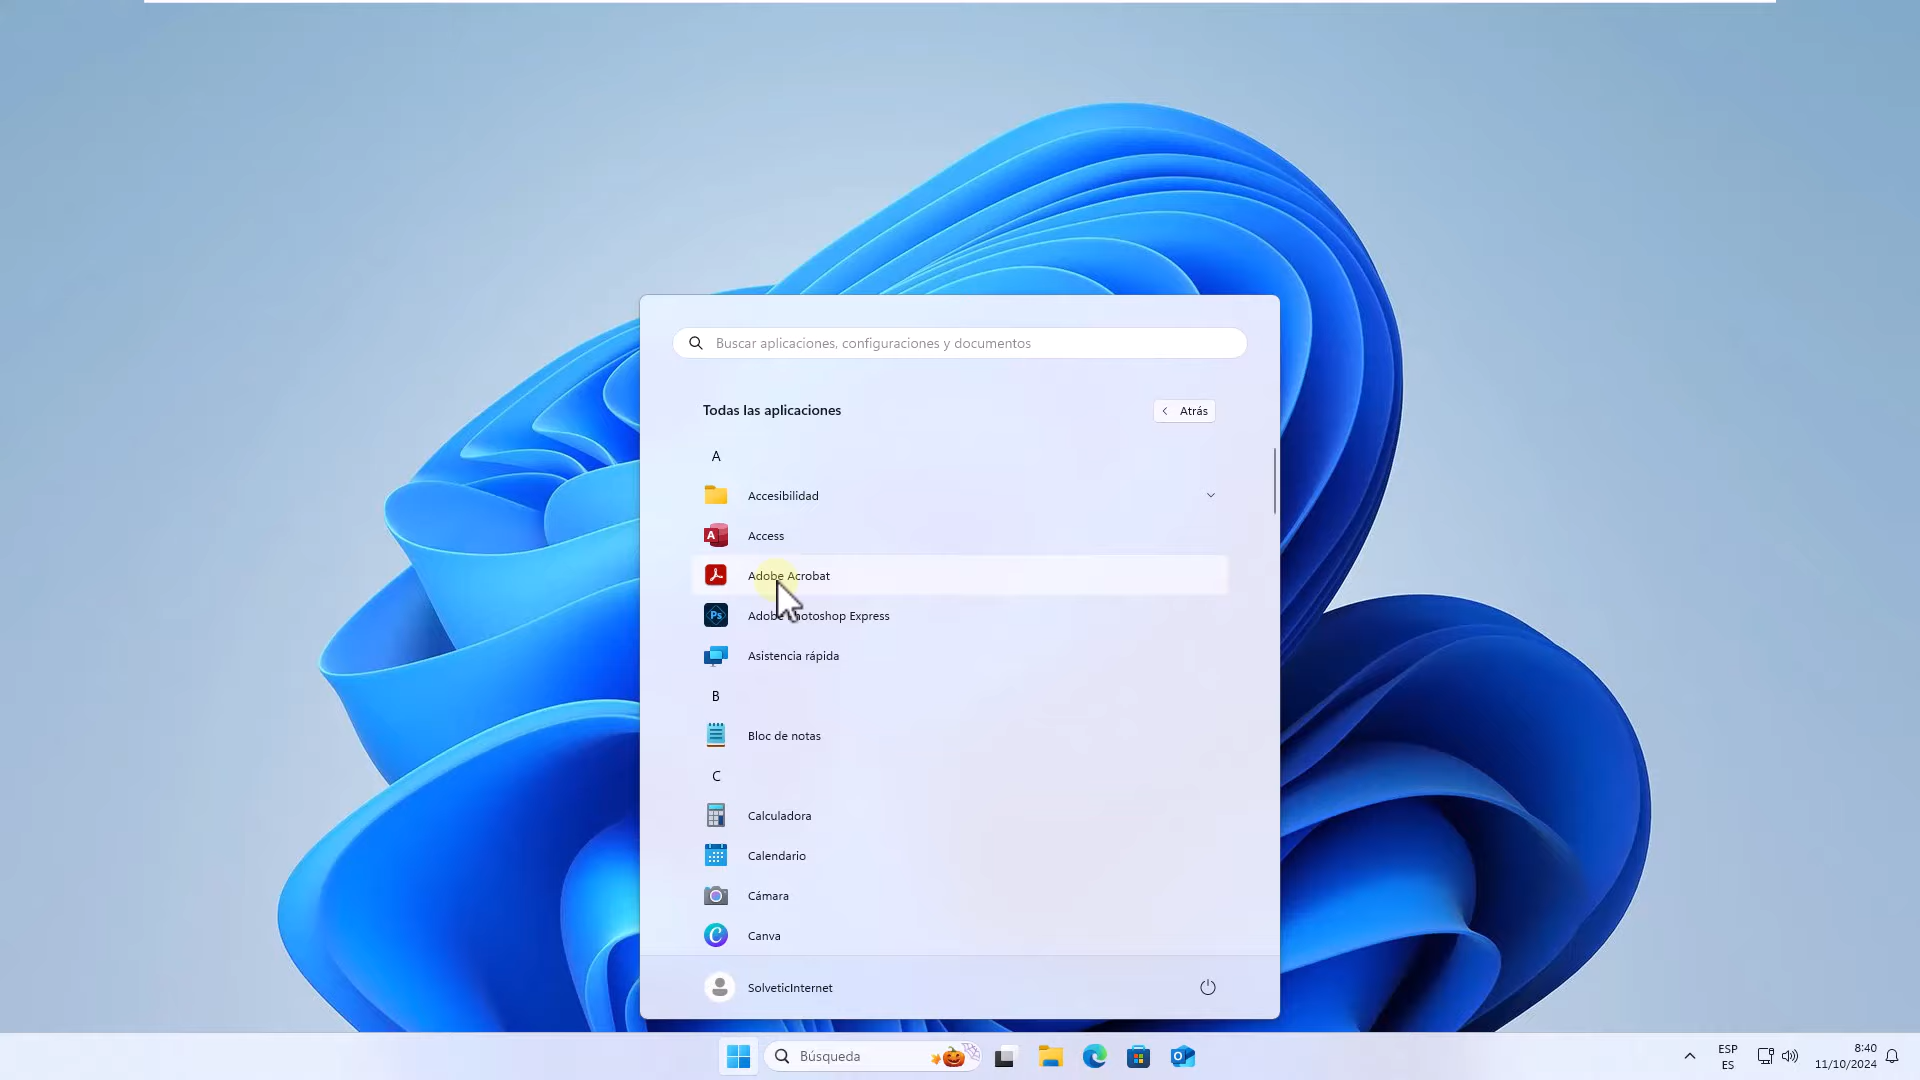 Buscar aplicaciones, configuraciones y documentos
Todas las aplicaciones
Atrás
A
Accesibilidad
Access
Adobe Acrobat
Adobe Photoshop Express
Asistencia rápida
B
Bloc de notas
C
Calculadora
Calendario
Cámara
Canva
SolveticInternet
Búsqueda
ESP
ES
8:40
11/10/2024